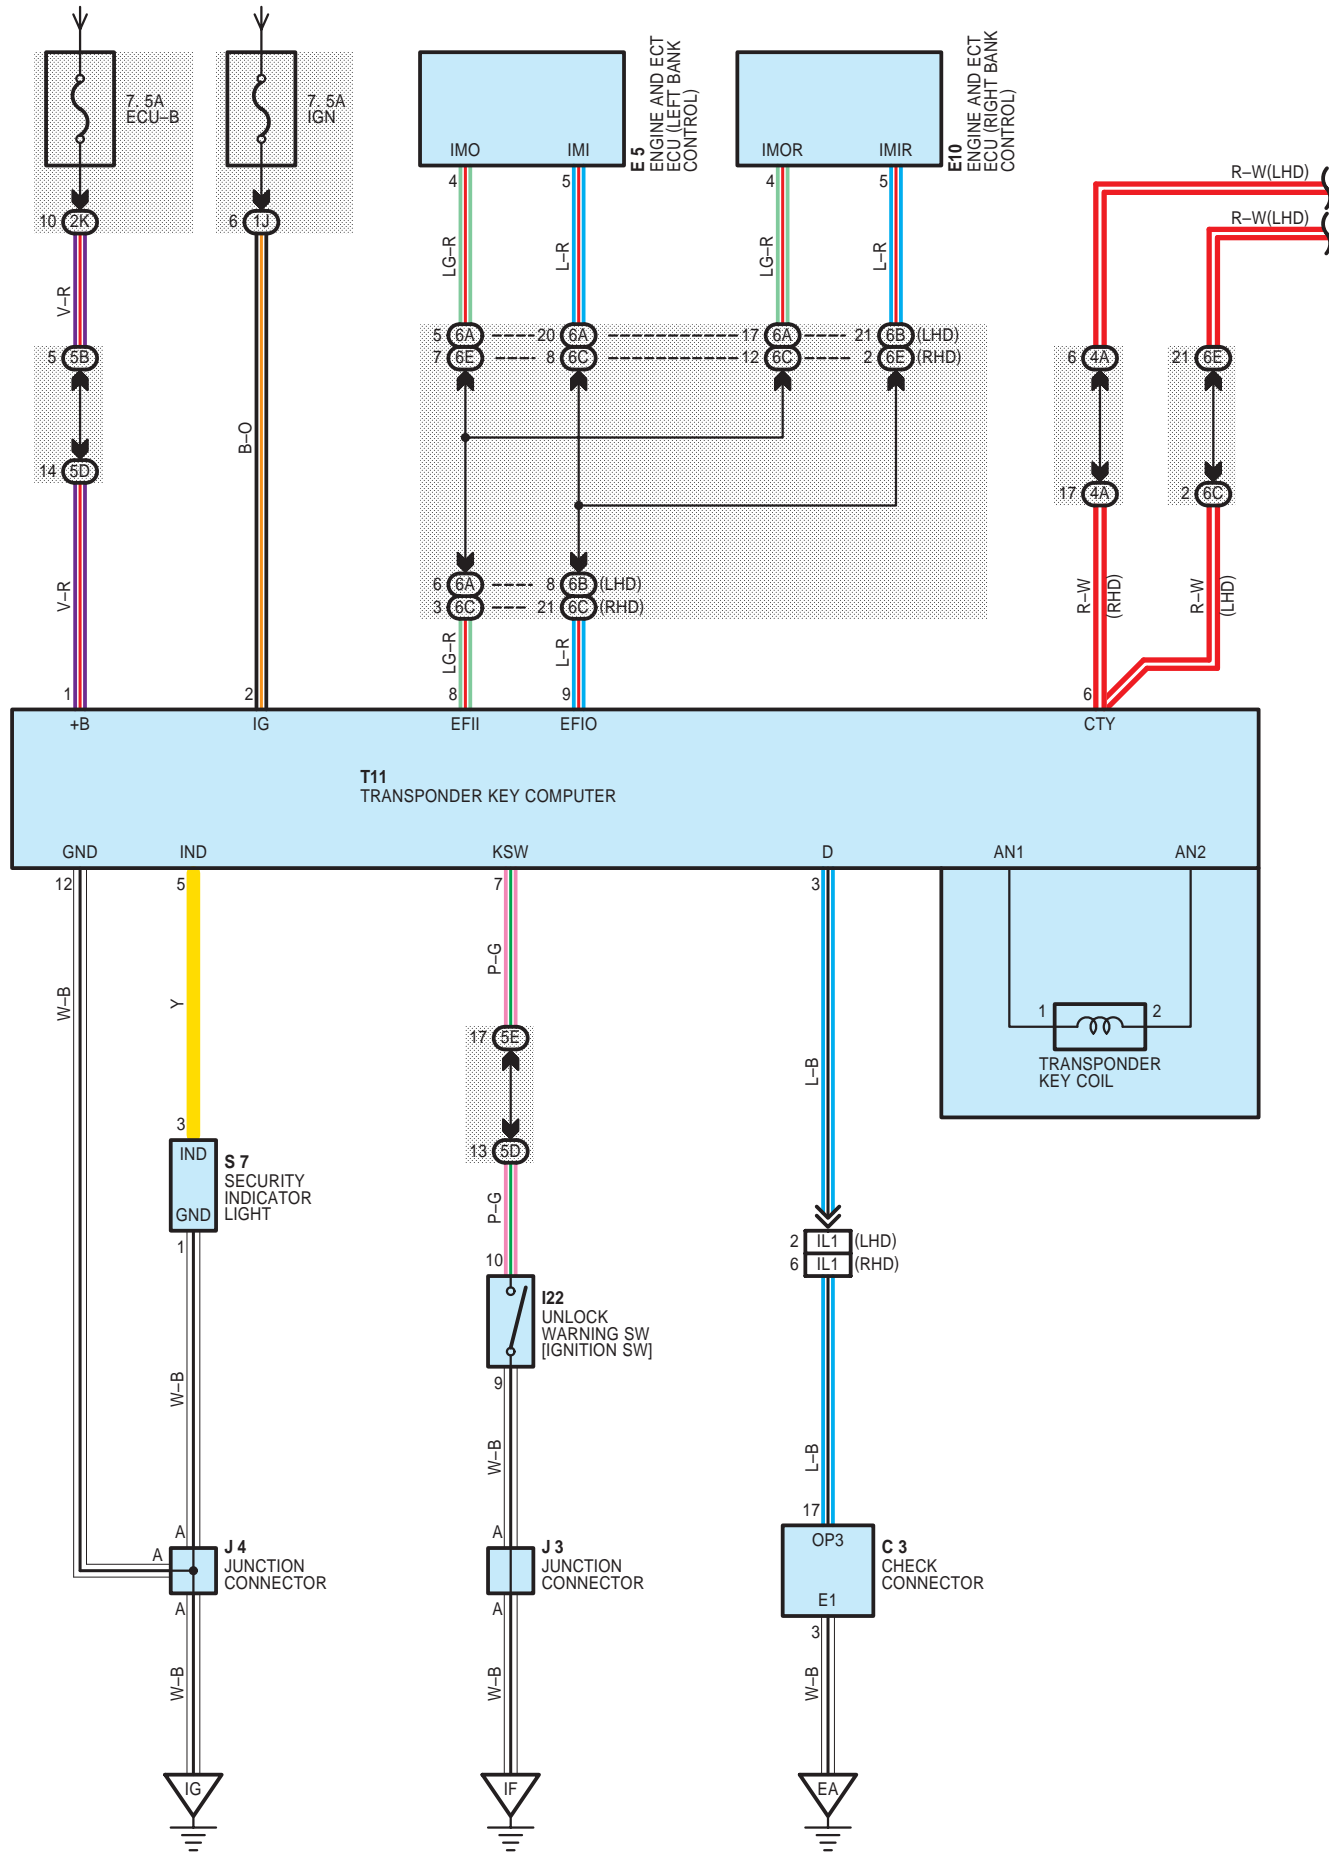 7. 5A
ECU–B
7. 5A
IGN
IMO IMI
E 5
ENGINE AND ECT
ECU (LEFT BANK
CONTROL)
IMOR IMIR
E10
ENGINE AND ECT
ECU (RIGHT BANK
CONTROL)
4 5 4 5
R–W(LHD)
R–W(LHD)
10 2K
6 1J
LG–R
L–R
LG–R
L–R
V–R
5 6A 20 6A 17 6A 21 6B (LHD)
7 6E 8 6C 12 6C 2 6E (RHD)
5 5B
6 4A
21 6E
B–O
14 5D
17 4A
2 6C
6 6A 8 6B (LHD)
3 6C 21 6C (RHD)
V–R
LG–R
L–R
R–W
(RHD)
R–W
(LHD)
1 2 8 9 6
+B IG EFII EFIO CTY
T11
TRANSPONDER KEY COMPUTER
GND IND KSW D AN1 AN2
12 5 7 3
W–B
Y
P–G
L–B
1 2
TRANSPONDER
KEY COIL
17 5E
13 5D
3
IND
GND
S 7
SECURITY
INDICATOR
LIGHT
1
P–G
2 IL1 (LHD)
6 IL1 (RHD)
10
I22
UNLOCK
WARNING SW
[IGNITION SW]
9
W–B
W–B
L–B
17
OP3
E1
C 3
CHECK
CONNECTOR
3
A
A
J 4
JUNCTION
CONNECTOR
A
A
J 3
JUNCTION
CONNECTOR
A
W–B
W–B
W–B
IG
IF
EA